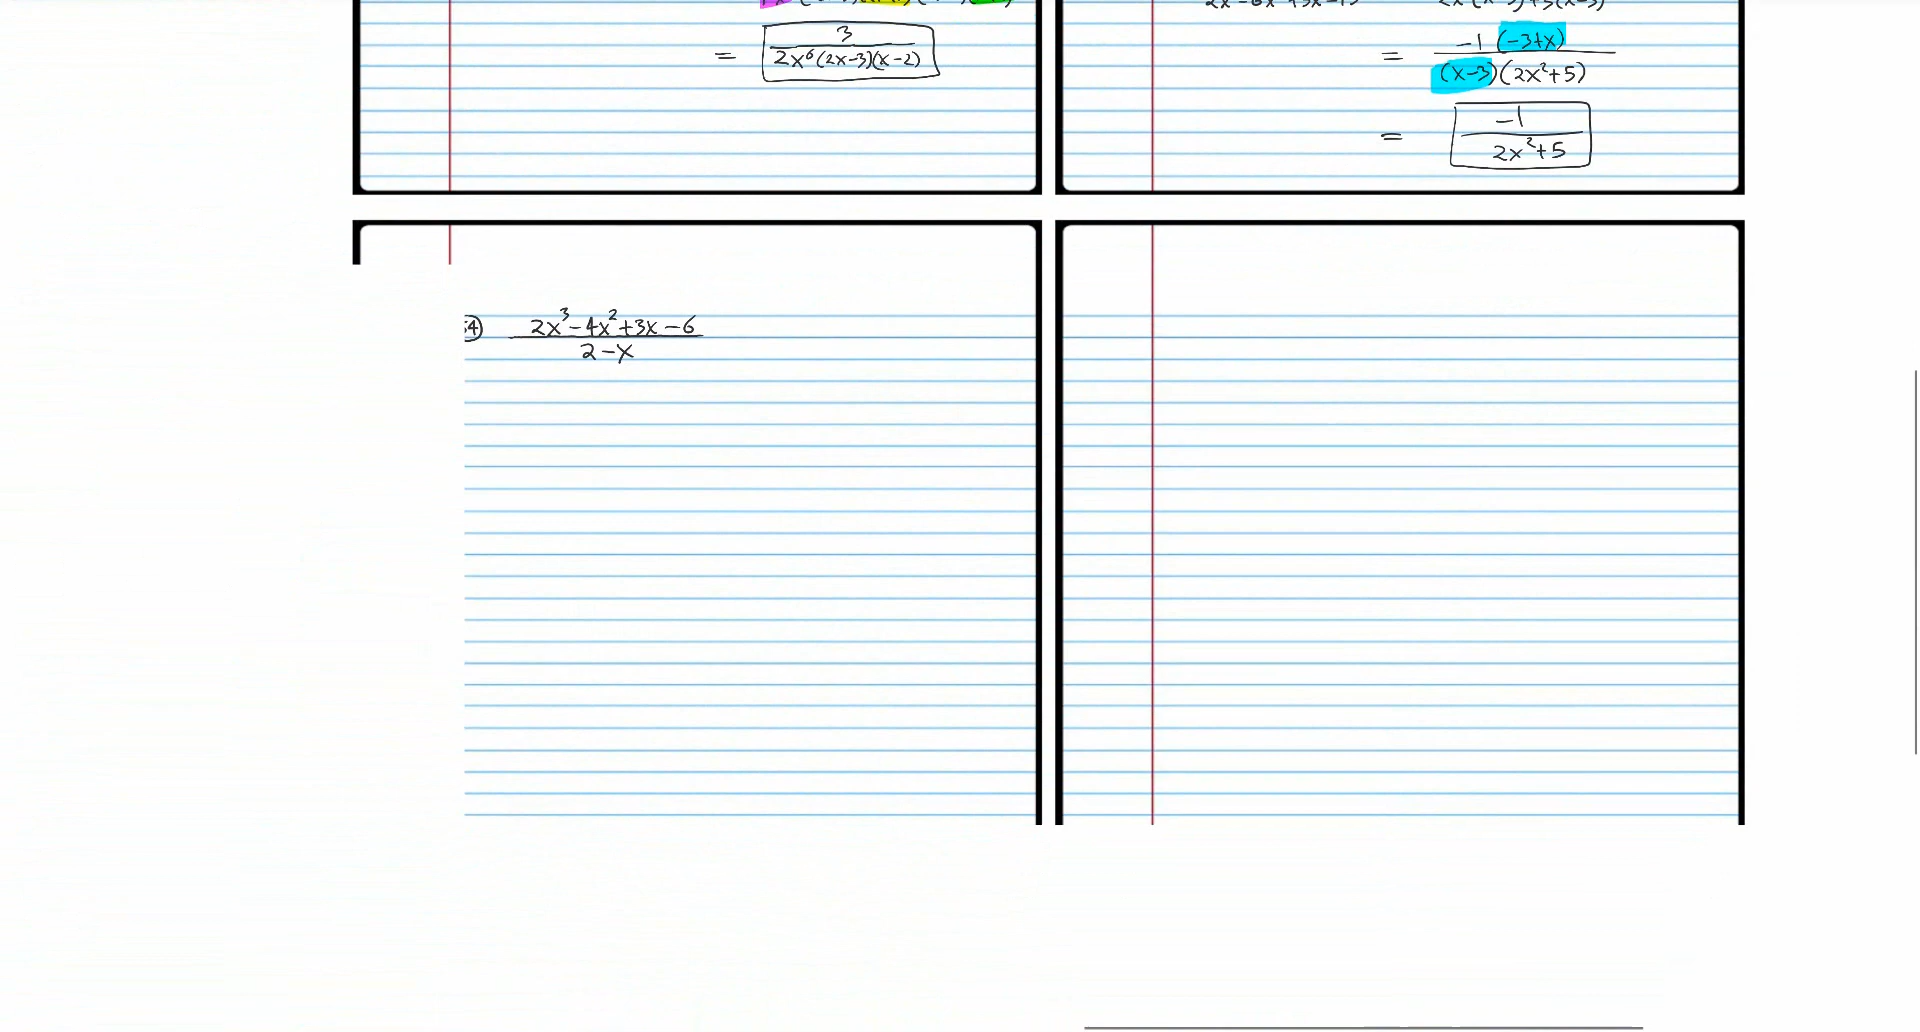 = 3 / 2x⁶(2x-3)(x-2)
= -1 (-3+x) / (x-3)(2x²+5)
= -1 / 2x²+5
4) 2x³-4x²+3x-6 / 2-x